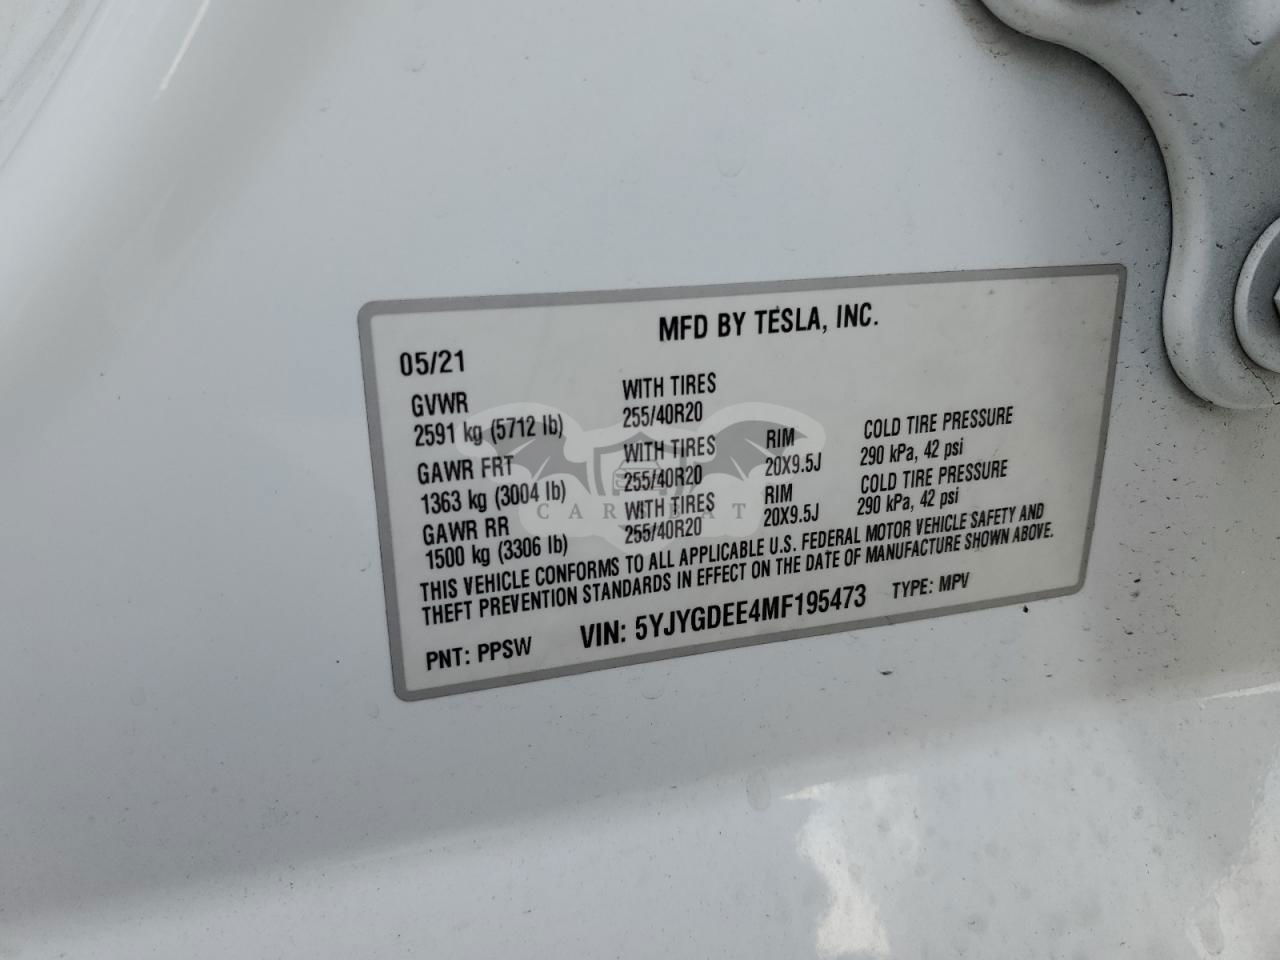 MFD BY TESLA, INC.
05/21
GVWR
2591 kg (5712 lb)
WITH TIRES
255/40R20
GAWR FRT
1363 kg (3004 lb)
WITH TIRES
255/40R20
RIM
20X9.5J
COLD TIRE PRESSURE
290 kPa, 42 psi
GAWR RR
1500 kg (3306 lb)
WITH TIRES
255/40R20
RIM
20X9.5J
COLD TIRE PRESSURE
290 kPa, 42 psi
THIS VEHICLE CONFORMS TO ALL APPLICABLE U.S. FEDERAL MOTOR VEHICLE SAFETY AND
THEFT PREVENTION STANDARDS IN EFFECT ON THE DATE OF MANUFACTURE SHOWN ABOVE.
PNT: PPSW VIN: 5YJYGDEE4MF195473 TYPE: MPV